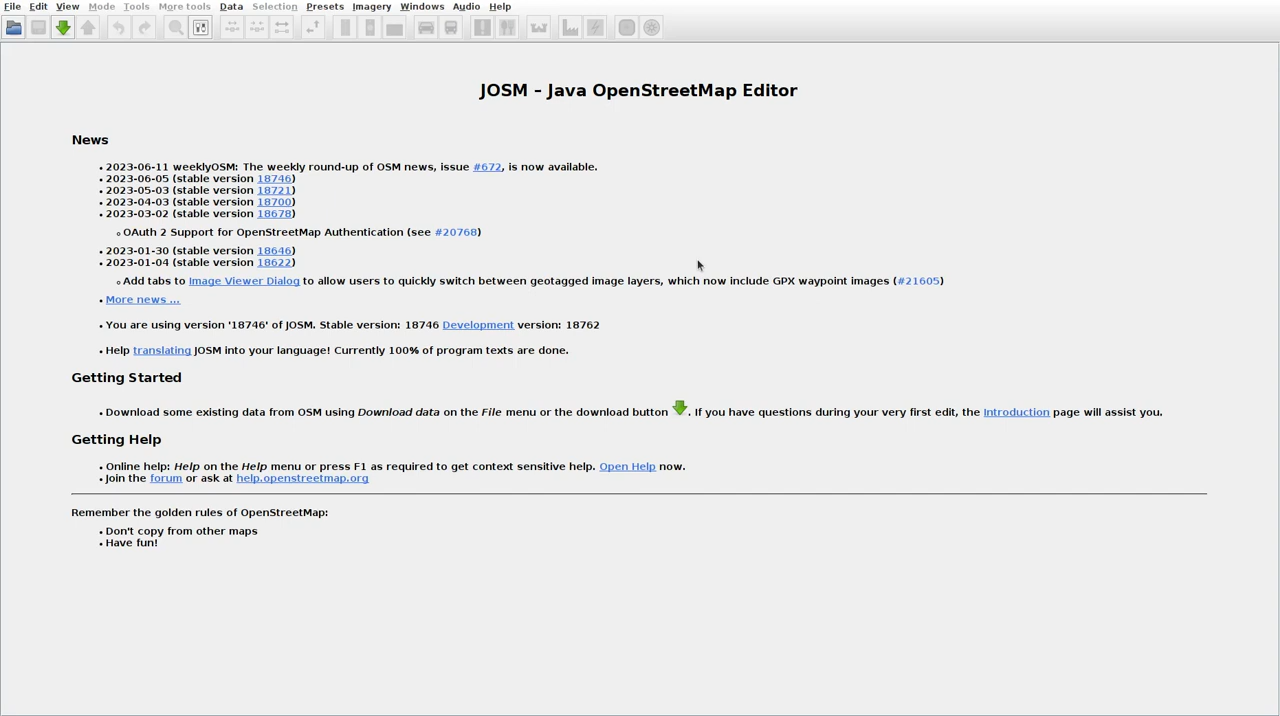 File Edit View Mode Tools More tools Data Selection Presets Imagery Windows Audio Help
JOSM – Java OpenStreetMap Editor
News
2023-06-11 weeklyOSM: The weekly round-up of OSM news, issue #672, is now available.
2023-06-05 (stable version 18746)
2023-05-03 (stable version 18721)
2023-04-03 (stable version 18700)
2023-03-02 (stable version 18678)
OAuth 2 Support for OpenStreetMap Authentication (see #20768)
2023-01-30 (stable version 18646)
2023-01-04 (stable version 18622)
Add tabs to Image Viewer Dialog to allow users to quickly switch between geotagged image layers, which now include GPX waypoint images (#21605)
More news ...
You are using version '18746' of JOSM. Stable version: 18746 Development version: 18762
Help translating JOSM into your language! Currently 100% of program texts are done.
Getting Started
Download some existing data from OSM using Download data on the File menu or the download button . If you have questions during your very first edit, the Introduction page will assist you.
Getting Help
Online help: Help on the Help menu or press F1 as required to get context sensitive help. Open Help now.
Join the forum or ask at help.openstreetmap.org
Remember the golden rules of OpenStreetMap:
Don't copy from other maps
Have fun!